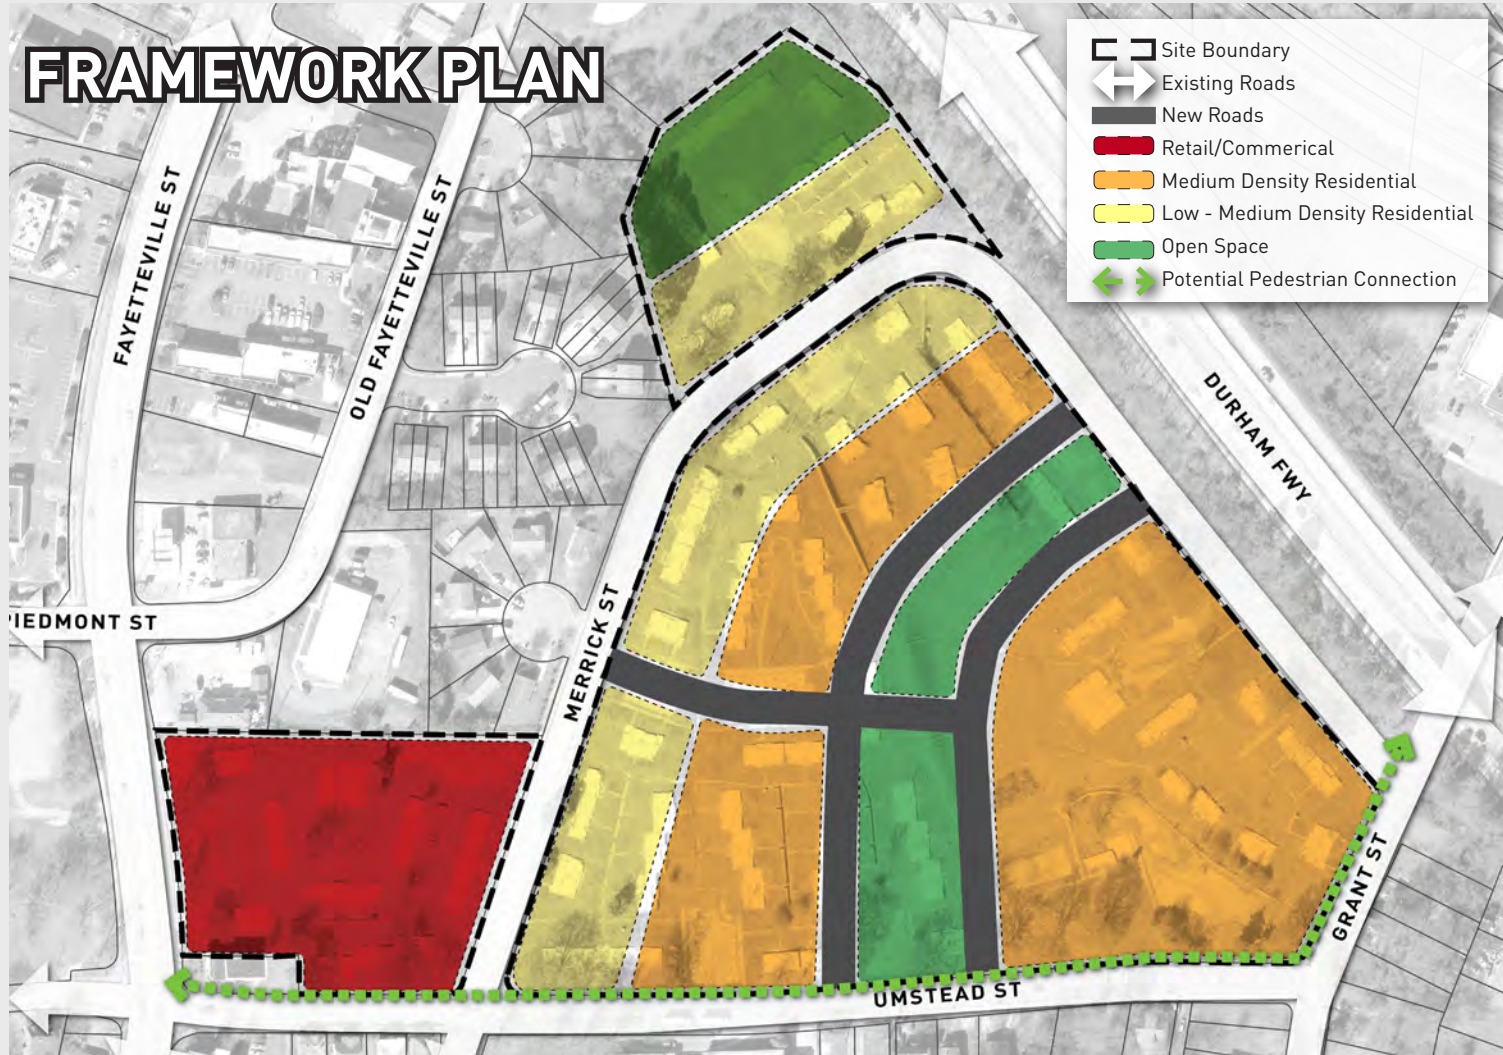 FRAMEWORK PLAN
Site Boundary
Existing Roads
New Roads
Retail/Commerical
Medium Density Residential
Low - Medium Density Residential
Open Space
Potential Pedestrian Connection
FAYETTEVILLE ST
OLD FAYETTEVILLE ST
DURHAM FWY
PIEDMONT ST
MERRICK ST
GRANT ST
UMSTEAD ST